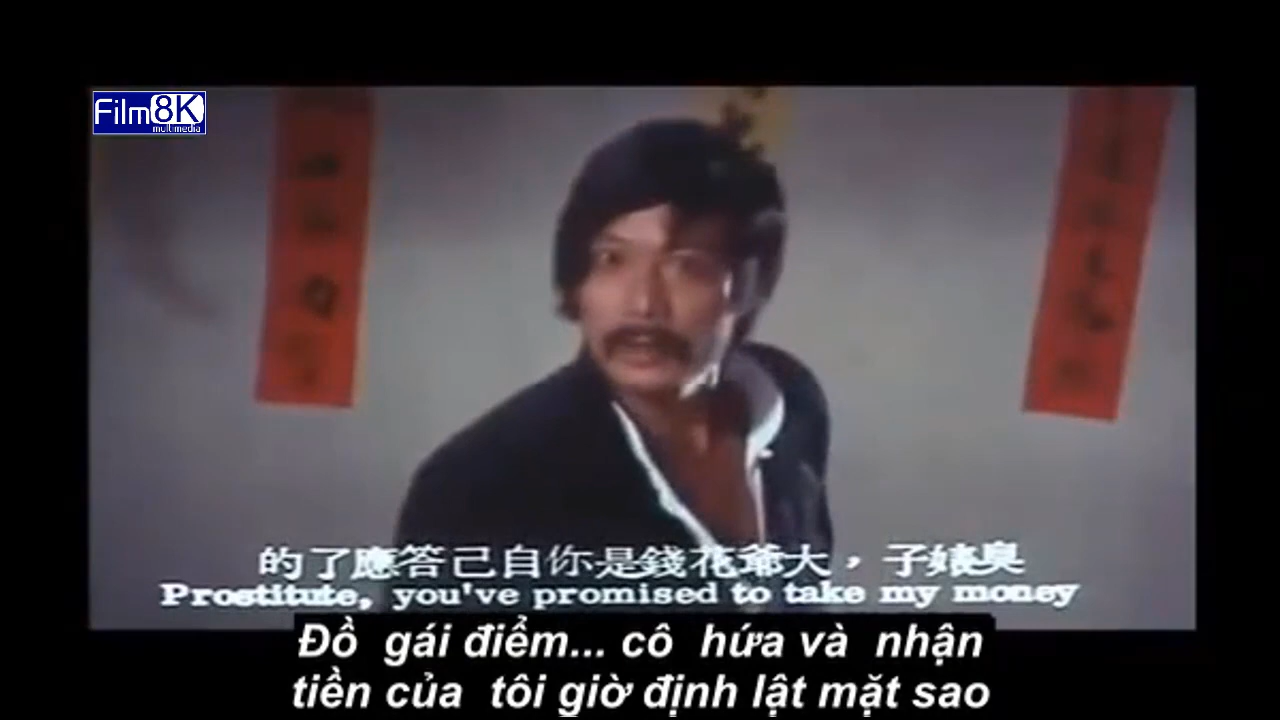 Film8K
multimedia
的了應答己自你是錢花爺大，子婊臭
Prostitute, you've promised to take my money
Đồ gái điểm... cô hứa và nhận
tiền của tôi giờ định lật mặt sao